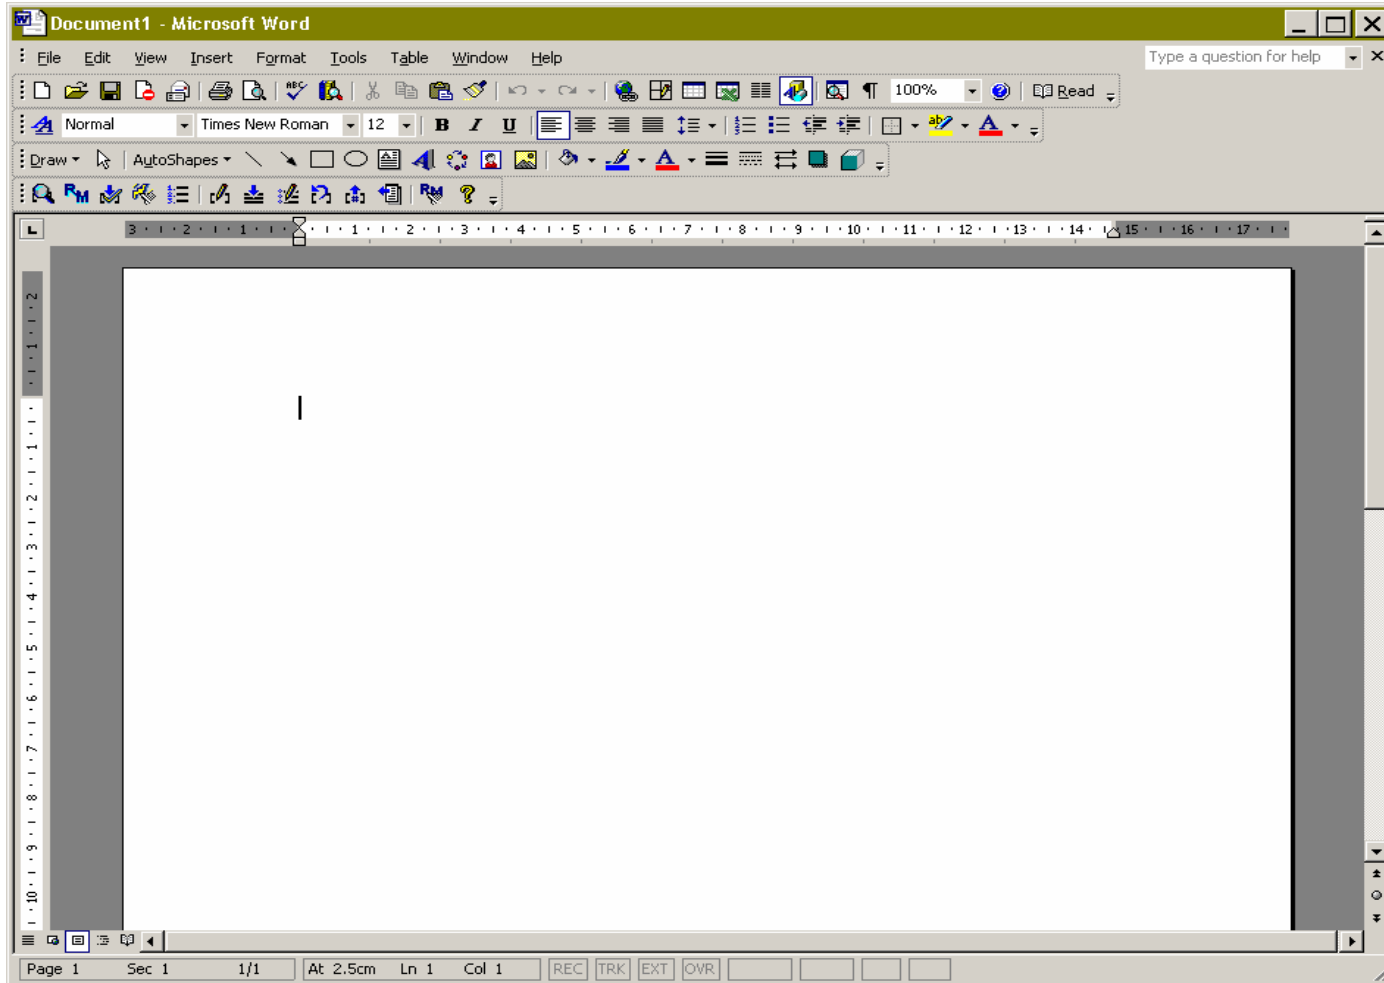 Document1 - Microsoft Word
File Edit View Insert Format Tools Table Window Help Type a question for help
100% Read
Normal Times New Roman 12 B I U
Draw AutoShapes
3 2 1 1 2 3 4 5 6 7 8 9 10 11 12 13 14 15 16 17
2
1
1
2
3
4
5
6
7
8
9
10
Page 1 Sec 1 1/1 At 2.5cm Ln 1 Col 1 REC TRK EXT OVR